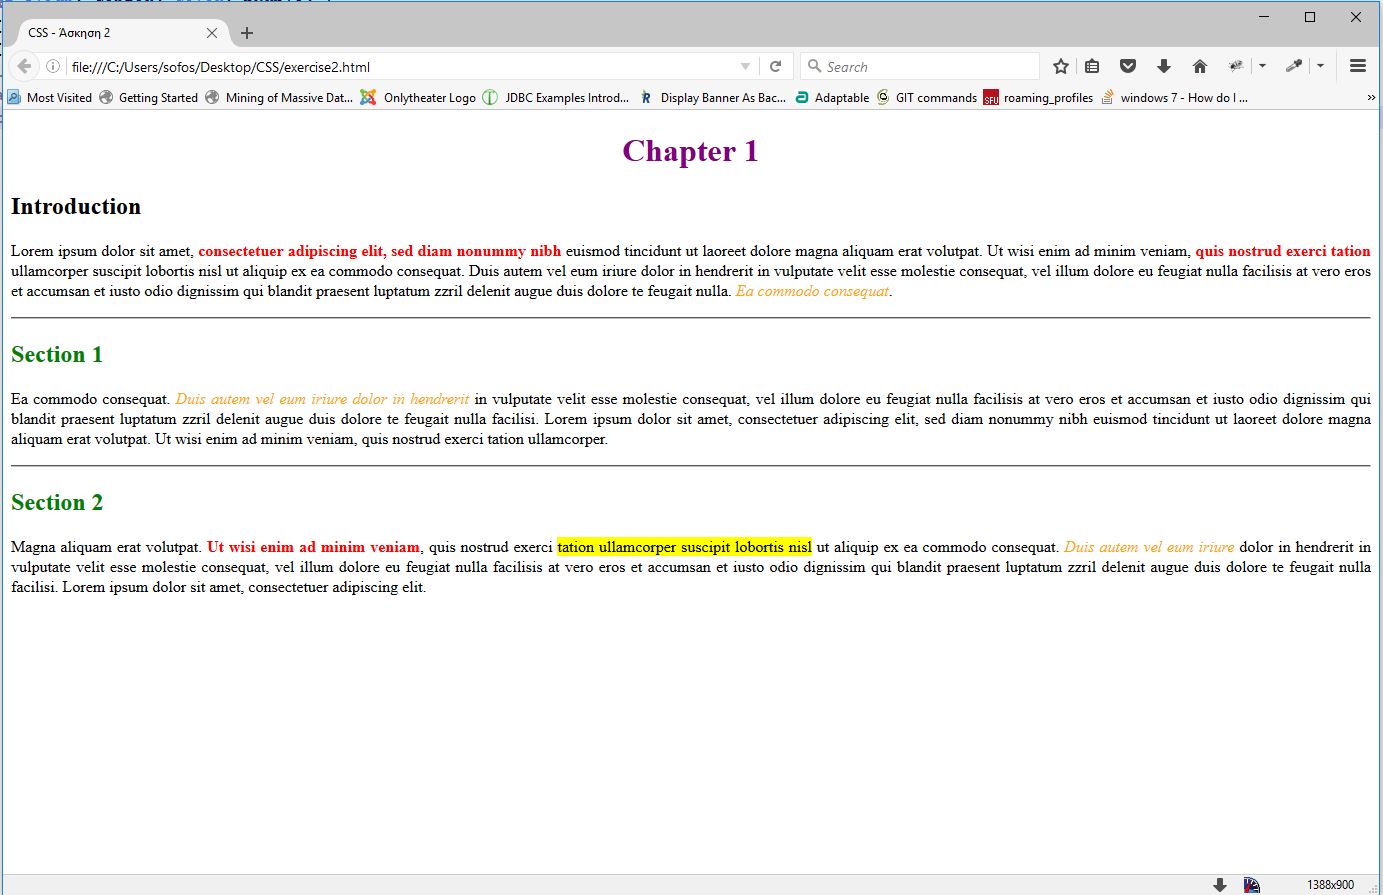 CSS - Άσκηση 2
file:///C:/Users/sofos/Desktop/CSS/exercise2.html
Search
Most Visited Getting Started Mining of Massive Dat... Onlytheater Logo JDBC Examples Introd... Display Banner As Bac... Adaptable GIT commands SFU roaming_profiles windows 7 - How do I ... »
Chapter 1
Introduction
Lorem ipsum dolor sit amet, consectetuer adipiscing elit, sed diam nonummy nibh euismod tincidunt ut laoreet dolore magna aliquam erat volutpat. Ut wisi enim ad minim veniam, quis nostrud exerci tation
ullamcorper suscipit lobortis nisl ut aliquip ex ea commodo consequat. Duis autem vel eum iriure dolor in hendrerit in vulputate velit esse molestie consequat, vel illum dolore eu feugiat nulla facilisis at vero eros
et accumsan et iusto odio dignissim qui blandit praesent luptatum zzril delenit augue duis dolore te feugait nulla. Ea commodo consequat.
Section 1
Ea commodo consequat. Duis autem vel eum iriure dolor in hendrerit in vulputate velit esse molestie consequat, vel illum dolore eu feugiat nulla facilisis at vero eros et accumsan et iusto odio dignissim qui
blandit praesent luptatum zzril delenit augue duis dolore te feugait nulla facilisi. Lorem ipsum dolor sit amet, consectetuer adipiscing elit, sed diam nonummy nibh euismod tincidunt ut laoreet dolore magna
aliquam erat volutpat. Ut wisi enim ad minim veniam, quis nostrud exerci tation ullamcorper.
Section 2
Magna aliquam erat volutpat. Ut wisi enim ad minim veniam, quis nostrud exerci tation ullamcorper suscipit lobortis nisl ut aliquip ex ea commodo consequat. Duis autem vel eum iriure dolor in hendrerit in
vulputate velit esse molestie consequat, vel illum dolore eu feugiat nulla facilisis at vero eros et accumsan et iusto odio dignissim qui blandit praesent luptatum zzril delenit augue duis dolore te feugait nulla
facilisi. Lorem ipsum dolor sit amet, consectetuer adipiscing elit.
1388x900